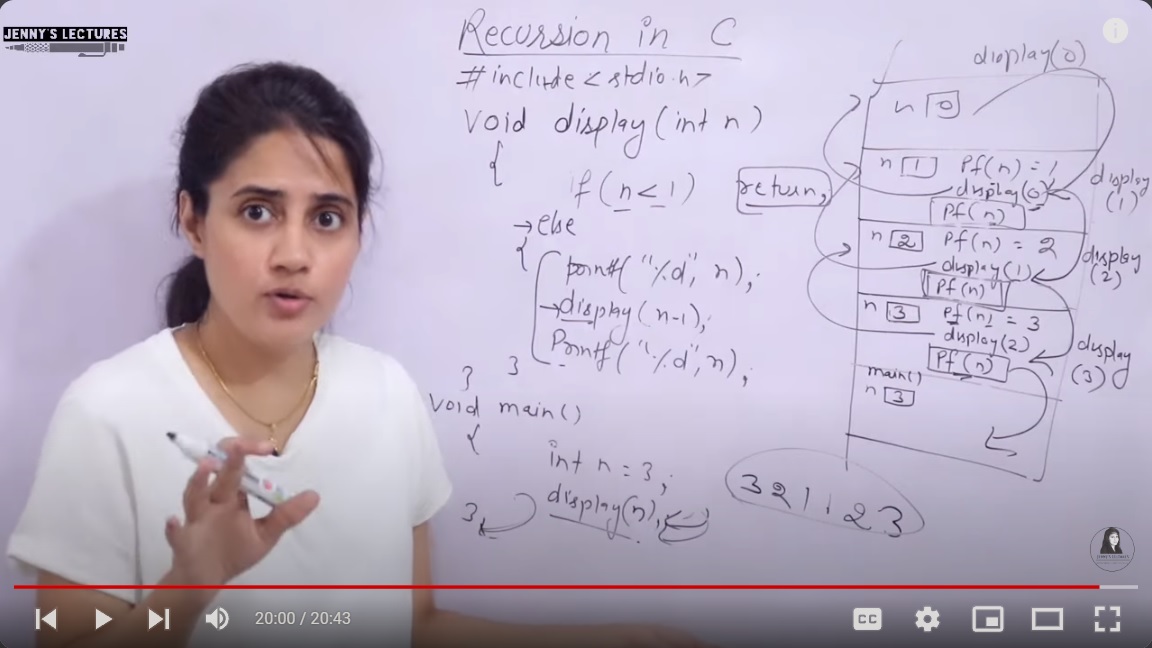 JENNY'S LECTURES
Recursion in C
# include < stdio.h >
void display (int n)
{
if (n < 1) return;
→ else
{
printf( "%d", n);
→ display (n-1);
Printf ( "%d", n);
} }
void main ()
{
int n = 3;
display(n);
}
3 2 1 1 2 3
display(0)
n 0
n 1 Pf(n) = 1
display(0)
Pf(n)
display
(1)
n 2 Pf(n) = 2
display(1)
Pf(n)
display
(2)
n 3 Pf(n) = 3
display(2)
Pf(n)
display
(3)
main()
n 3
20:00 / 20:43
CC